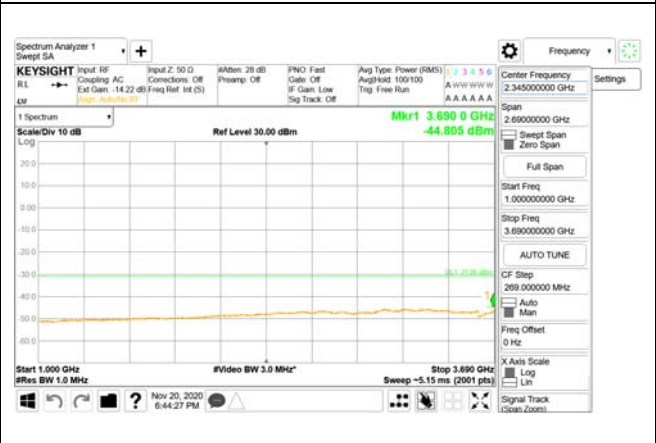 Spectrum Analyzer 1
Swept SA
Frequency
KEYSIGHT
RL
Input: RF
Coupling: AC
Ext Gain: -14.22 dB
Align: Auto/No RF
Input Z: 50 Ω
Corrections: Off
Freq Ref: Int (S)
#Atten: 28 dB
Preamp: Off
PNO: Fast
Gate: Off
IF Gain: Low
Sig Track: Off
Avg Type: Power (RMS)
Avg|Hold: 100/100
Trig: Free Run
1 2 3 4 5 6
A W W W W W
A A A A A A
Center Frequency
2.345000000 GHz
Settings
Span
2.69000000 GHz
Swept Span
Zero Span
Full Span
Start Freq
1.000000000 GHz
Stop Freq
3.690000000 GHz
AUTO TUNE
CF Step
269.000000 MHz
Auto
Man
Freq Offset
0 Hz
X Axis Scale
Log
Lin
Signal Track
(Span Zoom)
1 Spectrum
Scale/Div 10 dB
Ref Level 30.00 dBm
Mkr1 3.690 0 GHz
-44.805 dBm
Log
20.0
10.0
0.00
-10.0
-20.0
-30.0
-40.0
-50.0
-60.0
1
Start 1.000 GHz
#Video BW 3.0 MHz*
Stop 3.690 GHz
#Res BW 1.0 MHz
Sweep ~5.15 ms (2001 pts)
Nov 20, 2020
6:44:27 PM